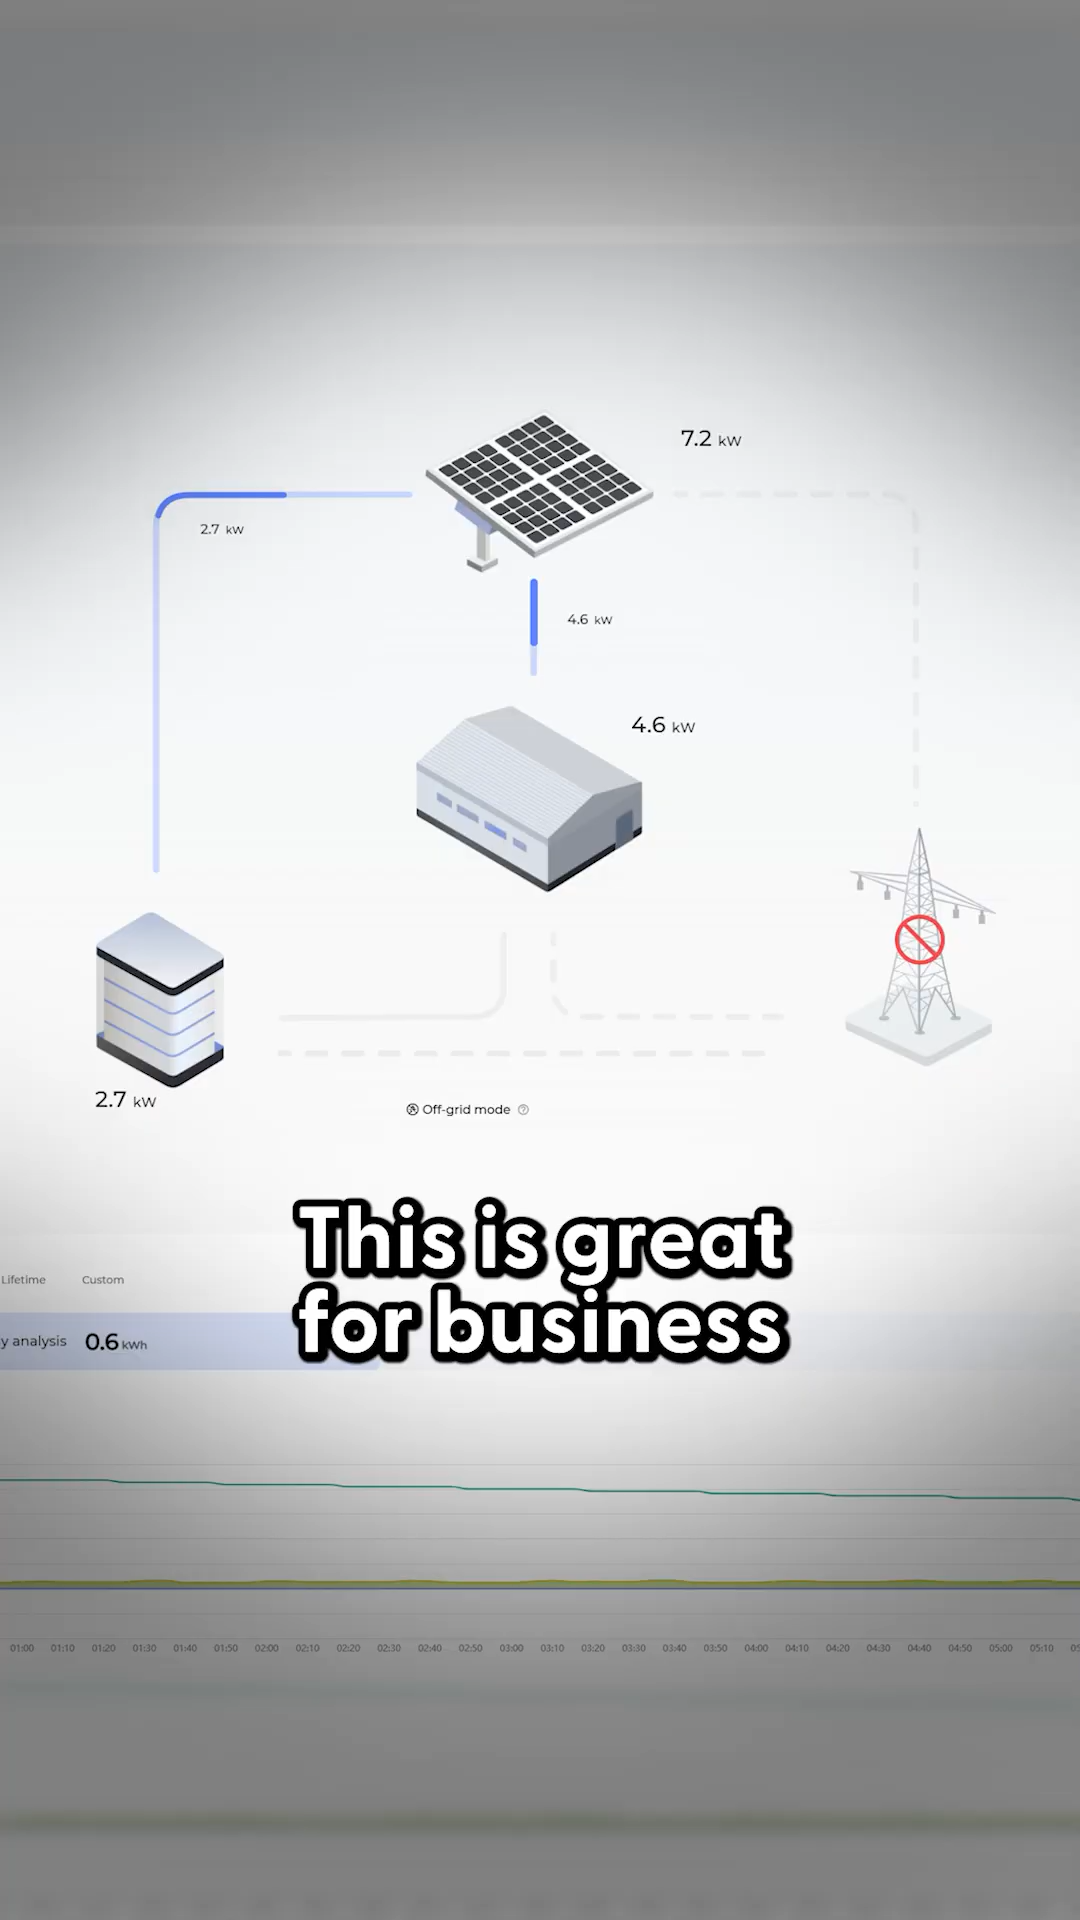 7.2 kW
2.7 kW
4.6 kW
4.6 kW
2.7 kW
Off-grid mode
This is great
for business
Lifetime Custom
y analysis 0.6 kWh
01:00 01:10 01:20 01:30 01:40 01:50 02:00 02:10 02:20 02:30 02:40 02:50 03:00 03:10 03:20 03:30 03:40 03:50 04:00 04:10 04:20 04:30 04:40 04:50 05:00 05:10